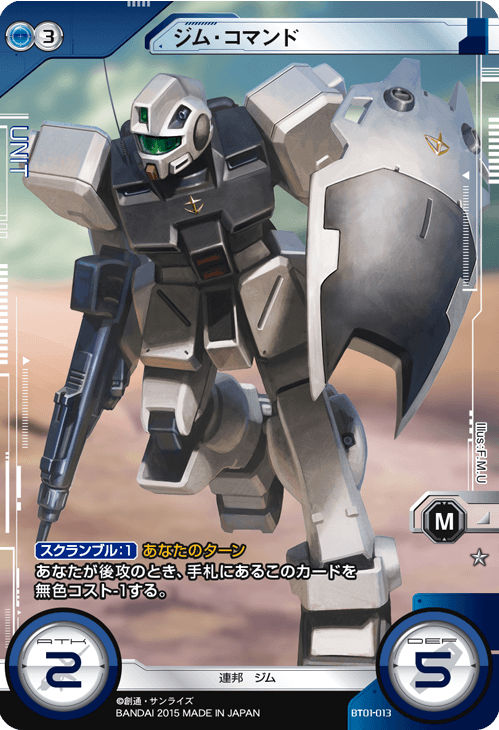 3
ジム・コマンド
UNIT
Illus:F.M.U
M
スクランブル:1 あなたのターン
あなたが後攻のとき、手札にあるこのカードを
無色コスト-1する。
ATK
2
DEF
5
連邦 ジム
©創通・サンライズ
BANDAI 2015 MADE IN JAPAN
BT01-013